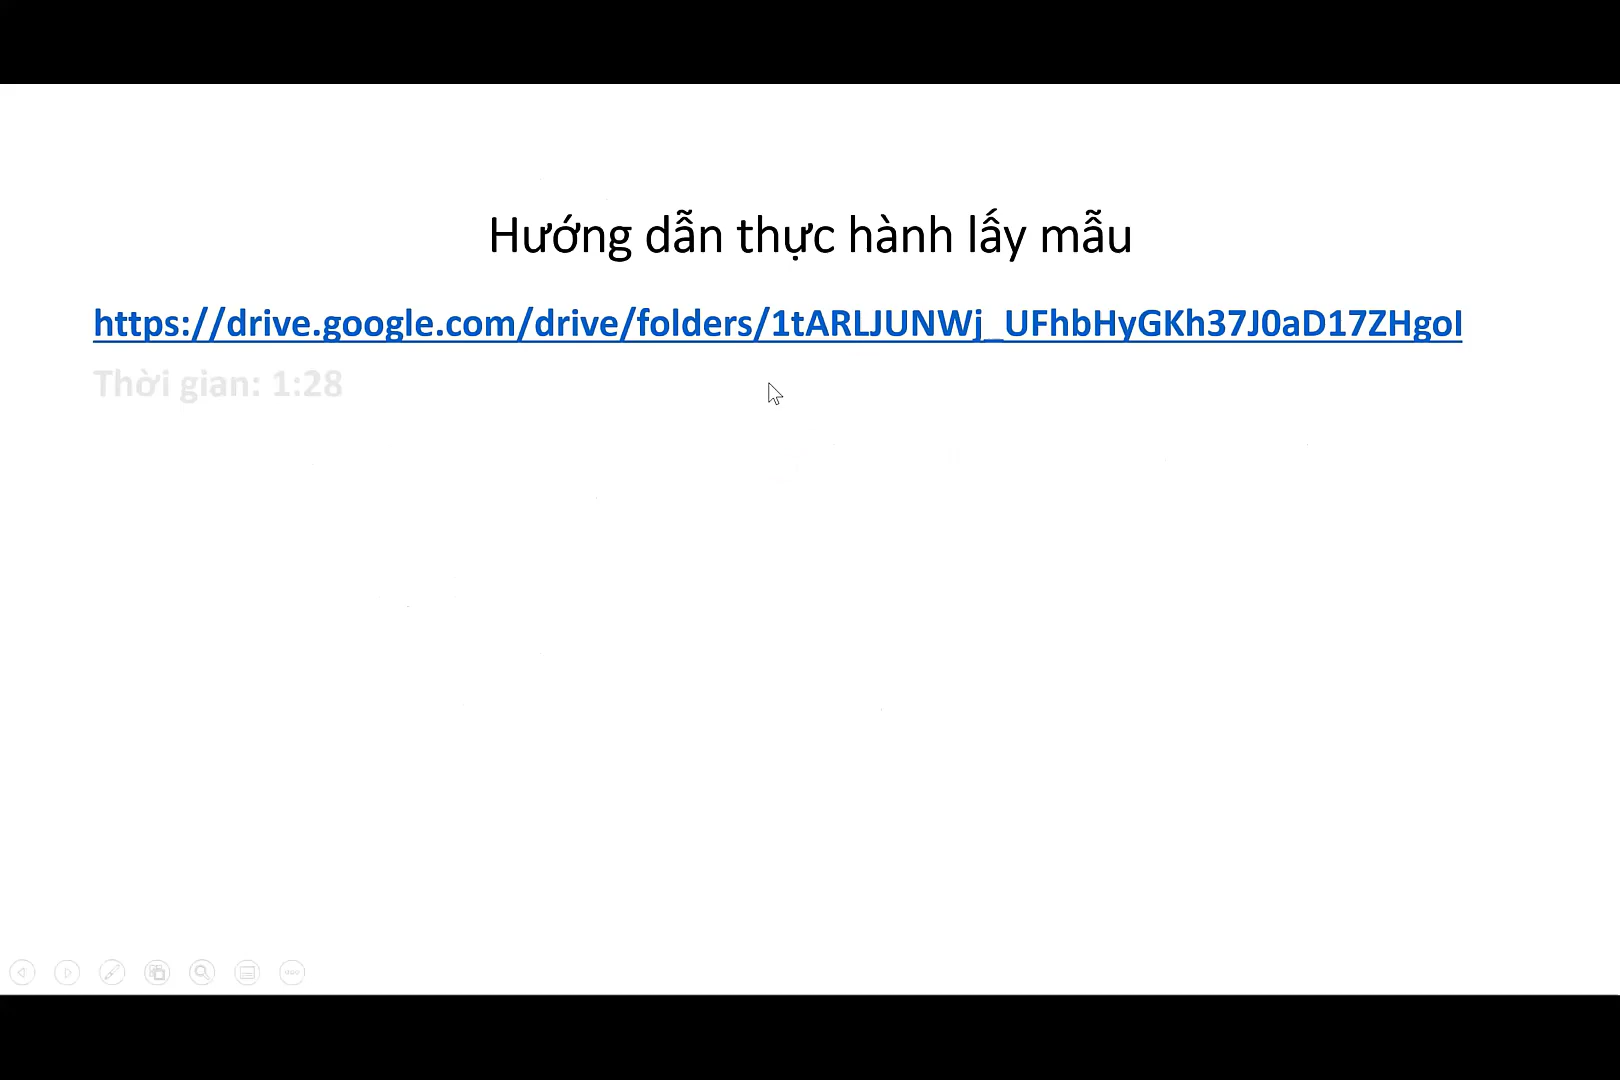 Hướng dẫn thực hành lấy mẫu
https://drive.google.com/drive/folders/1tARLJUNWj_UFhbHyGKh37J0aD17ZHgoI
Thời gian: 1:28